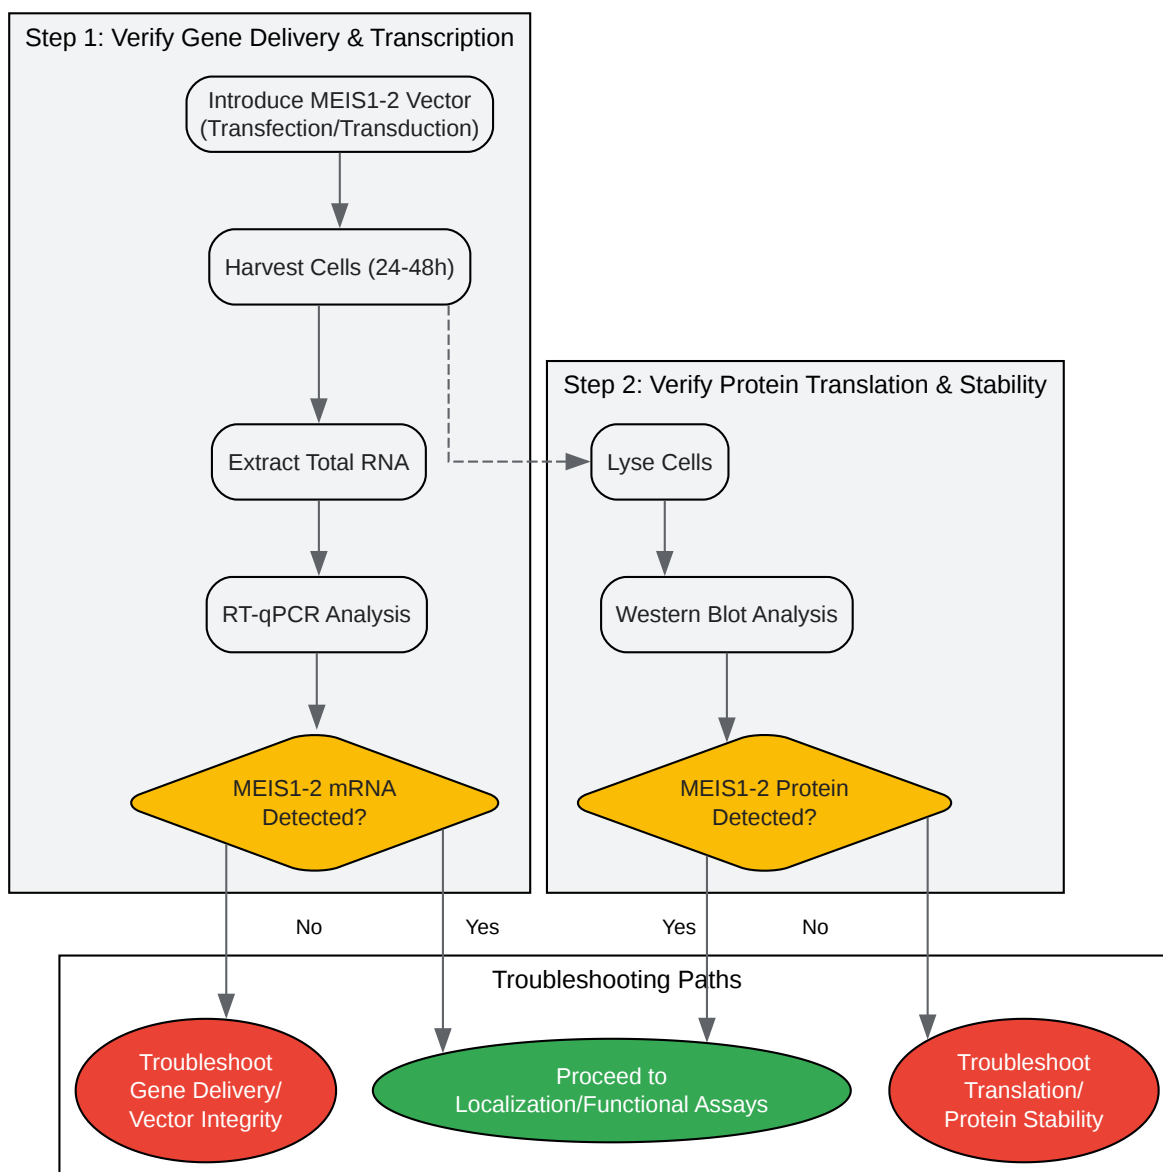 Step 1: Verify Gene Delivery & Transcription
Introduce MEIS1-2 Vector
(Transfection/Transduction)
Harvest Cells (24-48h)
Extract Total RNA
RT-qPCR Analysis
MEIS1-2 mRNA
Detected?
Step 2: Verify Protein Translation & Stability
Lyse Cells
Western Blot Analysis
MEIS1-2 Protein
Detected?
No
Yes
Yes
No
Troubleshooting Paths
Troubleshoot
Gene Delivery/
Vector Integrity
Proceed to
Localization/Functional Assays
Troubleshoot
Translation/
Protein Stability